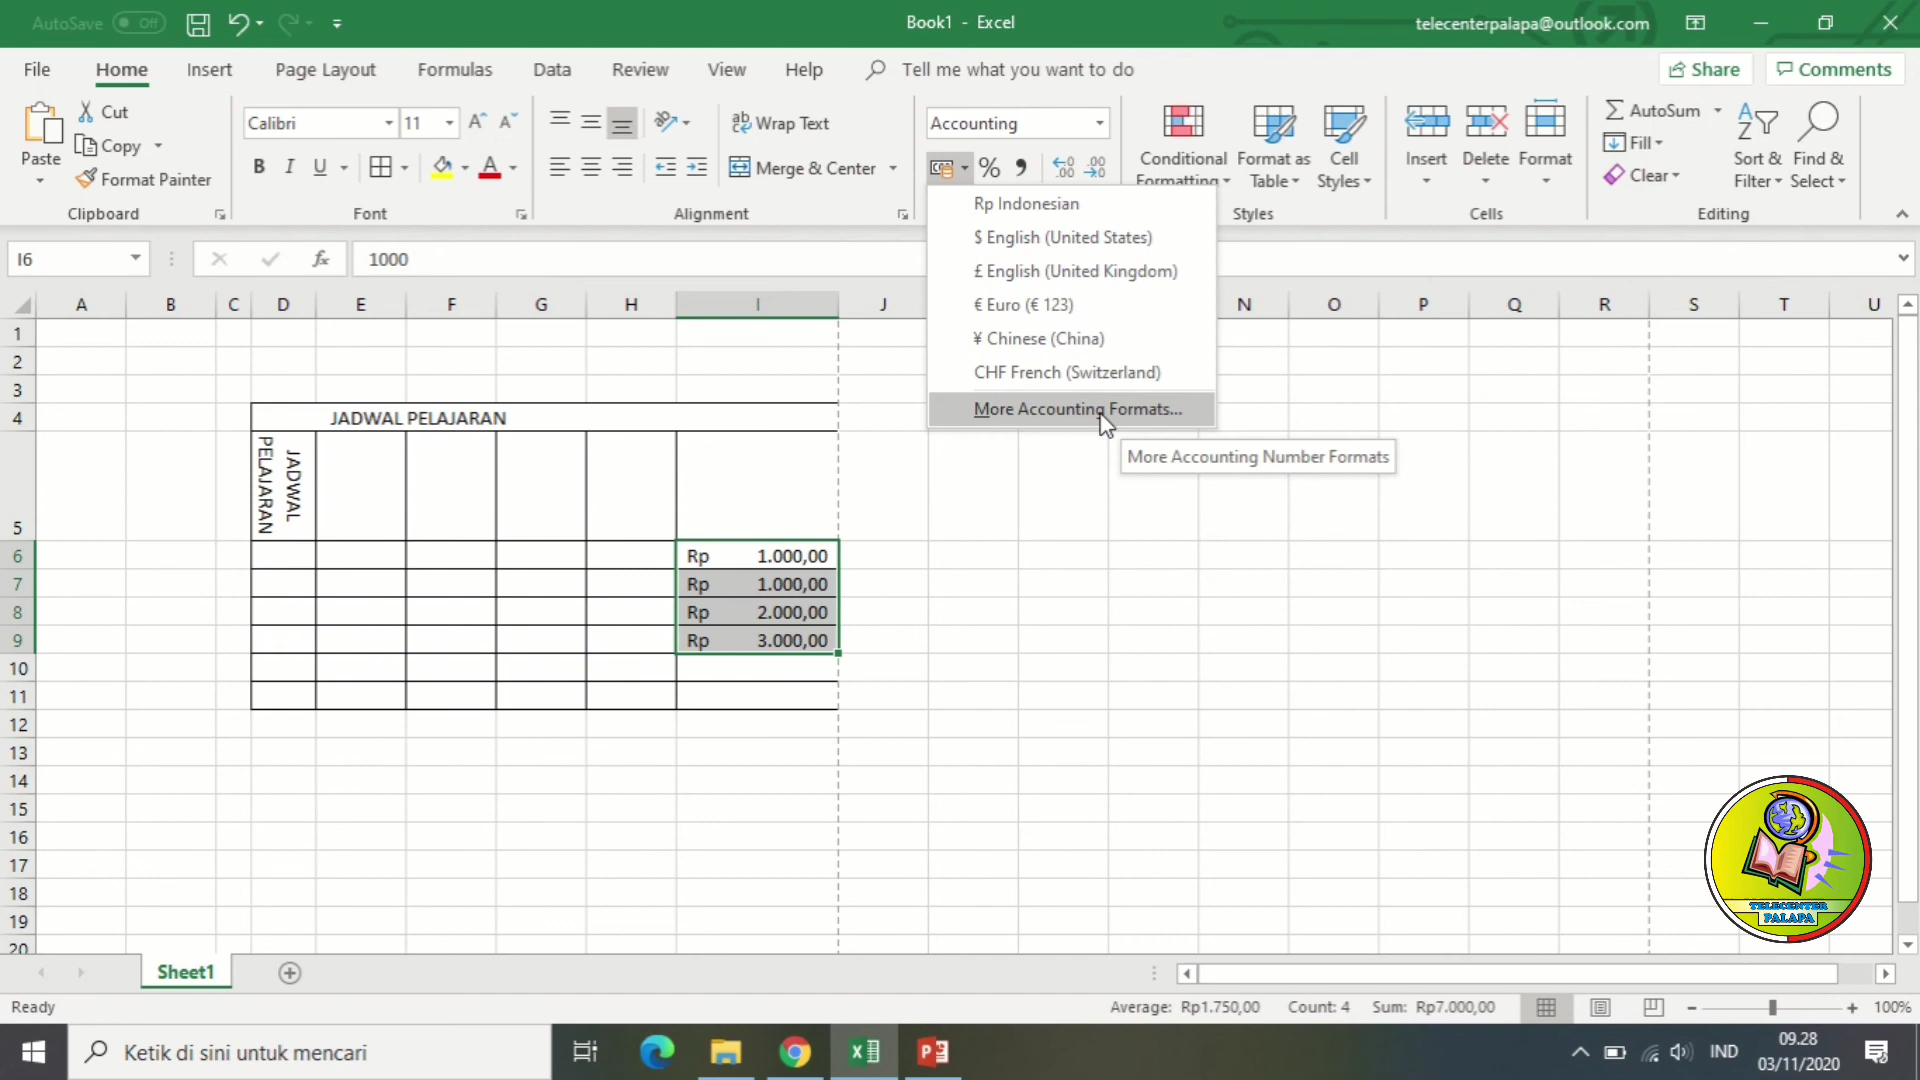 AutoSave Off
Book1 - Excel
telecenterpalapa@outlook.com
File Home Insert Page Layout Formulas Data Review View Help Tell me what you want to do Share Comments
Paste
Cut
Copy
Format Painter
Clipboard
Calibri 11
B I U A
Font
Wrap Text
Merge & Center
Alignment
Accounting
% ,
Conditional
Formatting
Format as
Table
Cell
Styles
Styles
Insert Delete Format
Cells
AutoSum
Fill
Clear
Sort &
Filter
Find &
Select
Editing
I6 fx 1000
Rp Indonesian
$ English (United States)
£ English (United Kingdom)
€ Euro (€ 123)
¥ Chinese (China)
CHF French (Switzerland)
More Accounting Formats...
More Accounting Number Formats
A B C D E F G H I J N O P Q R S T U
1
2
3
4 JADWAL PELAJARAN
JADWAL
PELAJARAN
5
6 Rp 1.000,00
7 Rp 1.000,00
8 Rp 2.000,00
9 Rp 3.000,00
10
11
12
13
14
15
16
17
18
19
20
TELECENTER
PALAPA
Sheet1
Ready
Average: Rp1.750,00 Count: 4 Sum: Rp7.000,00 100%
Ketik di sini untuk mencari
IND
09.28
03/11/2020